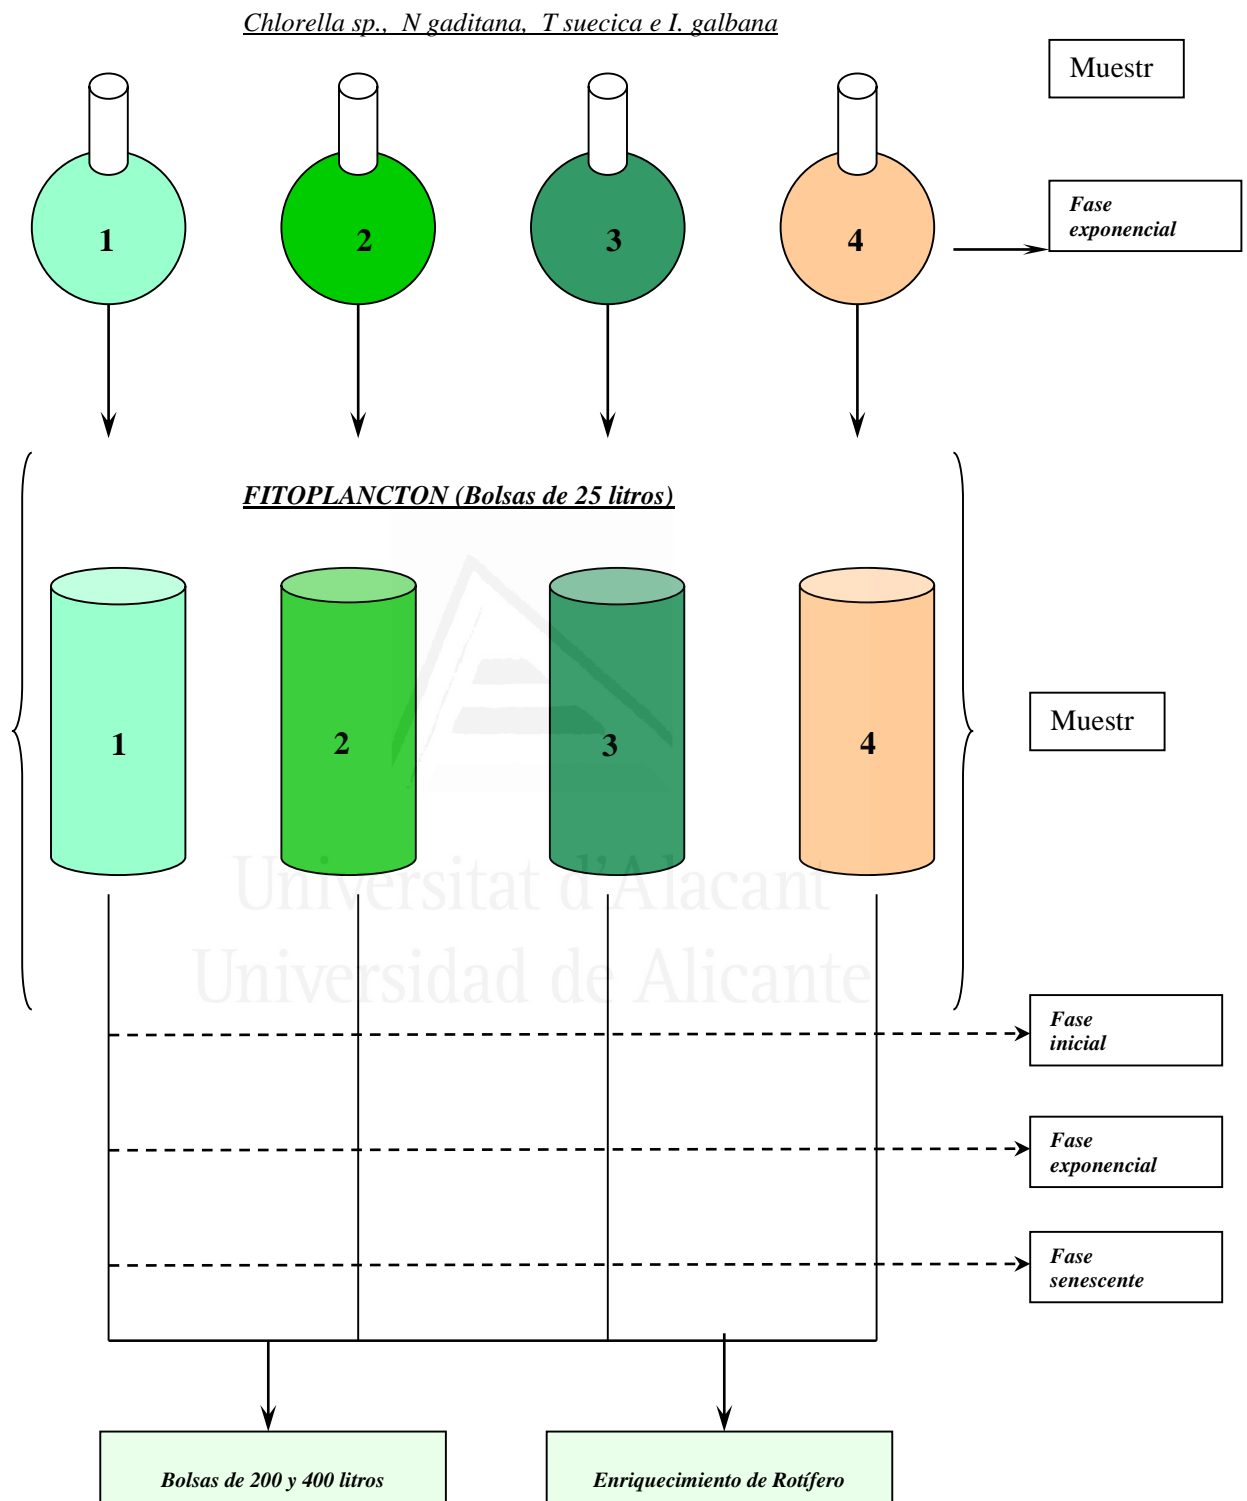 Chlorella sp., N gaditana, T suecica e I. galbana
Muestr
1
2
3
4
Fase
exponencial
FITOPLANCTON (Bolsas de 25 litros)
1
2
3
4
Muestr
Universitat d'Alacant
Universidad de Alicante
Fase
inicial
Fase
exponencial
Fase
senescente
Bolsas de 200 y 400 litros
Enriquecimiento de Rotífero